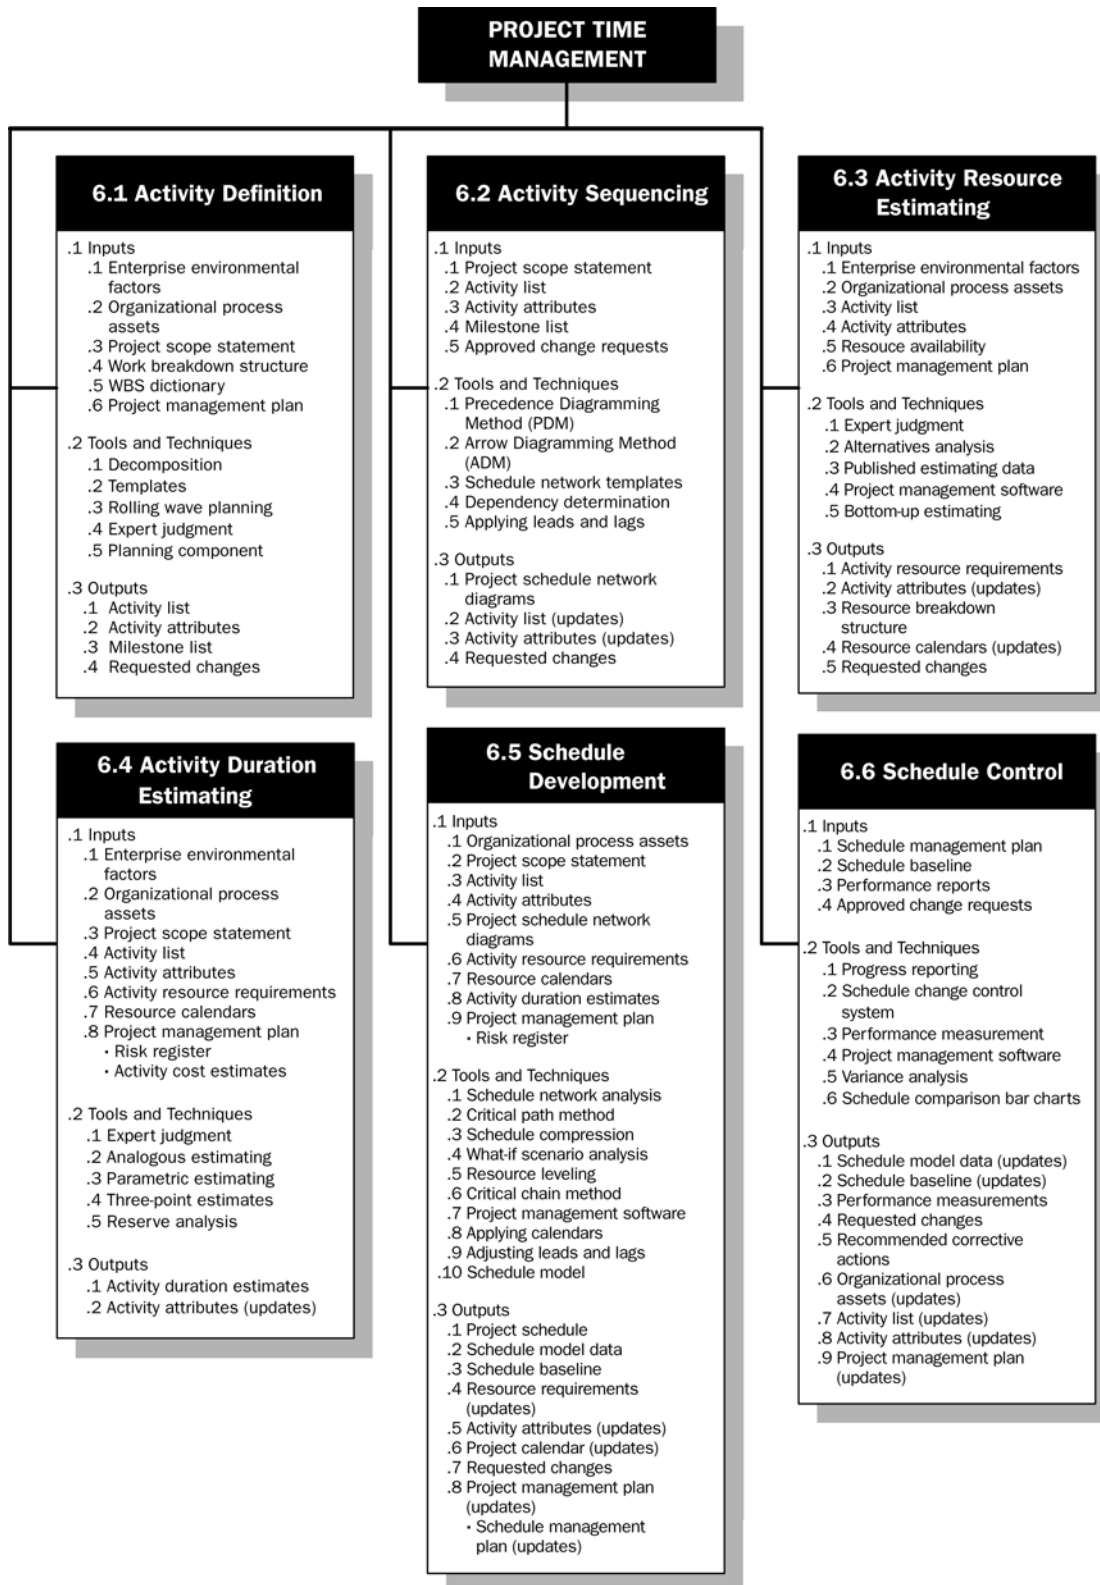 PROJECT TIME
MANAGEMENT
6.1 Activity Definition
.1 Inputs
.1 Enterprise environmental
factors
.2 Organizational process
assets
.3 Project scope statement
.4 Work breakdown structure
.5 WBS dictionary
.6 Project management plan
.2 Tools and Techniques
.1 Decomposition
.2 Templates
.3 Rolling wave planning
.4 Expert judgment
.5 Planning component
.3 Outputs
.1 Activity list
.2 Activity attributes
.3 Milestone list
.4 Requested changes
6.2 Activity Sequencing
.1 Inputs
.1 Project scope statement
.2 Activity list
.3 Activity attributes
.4 Milestone list
.5 Approved change requests
.2 Tools and Techniques
.1 Precedence Diagramming
Method (PDM)
.2 Arrow Diagramming Method
(ADM)
.3 Schedule network templates
.4 Dependency determination
.5 Applying leads and lags
.3 Outputs
.1 Project schedule network
diagrams
.2 Activity list (updates)
.3 Activity attributes (updates)
.4 Requested changes
6.3 Activity Resource
Estimating
.1 Inputs
.1 Enterprise environmental factors
.2 Organizational process assets
.3 Activity list
.4 Activity attributes
.5 Resouce availability
.6 Project management plan
.2 Tools and Techniques
.1 Expert judgment
.2 Alternatives analysis
.3 Published estimating data
.4 Project management software
.5 Bottom-up estimating
.3 Outputs
.1 Activity resource requirements
.2 Activity attributes (updates)
.3 Resource breakdown
structure
.4 Resource calendars (updates)
.5 Requested changes
6.4 Activity Duration
Estimating
.1 Inputs
.1 Enterprise environmental
factors
.2 Organizational process
assets
.3 Project scope statement
.4 Activity list
.5 Activity attributes
.6 Activity resource requirements
.7 Resource calendars
.8 Project management plan
· Risk register
· Activity cost estimates
.2 Tools and Techniques
.1 Expert judgment
.2 Analogous estimating
.3 Parametric estimating
.4 Three-point estimates
.5 Reserve analysis
.3 Outputs
.1 Activity duration estimates
.2 Activity attributes (updates)
6.5 Schedule
Development
.1 Inputs
.1 Organizational process assets
.2 Project scope statement
.3 Activity list
.4 Activity attributes
.5 Project schedule network
diagrams
.6 Activity resource requirements
.7 Resource calendars
.8 Activity duration estimates
.9 Project management plan
· Risk register
.2 Tools and Techniques
.1 Schedule network analysis
.2 Critical path method
.3 Schedule compression
.4 What-if scenario analysis
.5 Resource leveling
.6 Critical chain method
.7 Project management software
.8 Applying calendars
.9 Adjusting leads and lags
.10 Schedule model
.3 Outputs
.1 Project schedule
.2 Schedule model data
.3 Schedule baseline
.4 Resource requirements
(updates)
.5 Activity attributes (updates)
.6 Project calendar (updates)
.7 Requested changes
.8 Project management plan
(updates)
· Schedule management
plan (updates)
6.6 Schedule Control
.1 Inputs
.1 Schedule management plan
.2 Schedule baseline
.3 Performance reports
.4 Approved change requests
.2 Tools and Techniques
.1 Progress reporting
.2 Schedule change control
system
.3 Performance measurement
.4 Project management software
.5 Variance analysis
.6 Schedule comparison bar charts
.3 Outputs
.1 Schedule model data (updates)
.2 Schedule baseline (updates)
.3 Performance measurements
.4 Requested changes
.5 Recommended corrective
actions
.6 Organizational process
assets (updates)
.7 Activity list (updates)
.8 Activity attributes (updates)
.9 Project management plan
(updates)